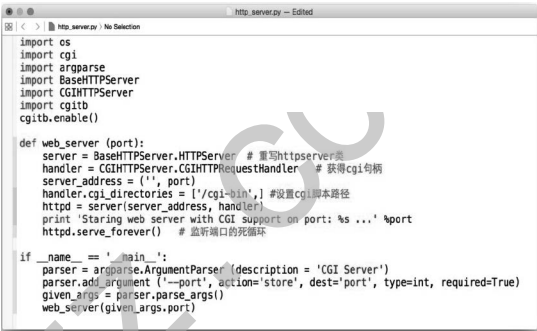 http_server.py — Edited
http_server.py › No Selection
import os
import cgi
import argparse
import BaseHTTPServer
import CGIHTTPServer
import cgitb
cgitb.enable()
def web_server (port):
server = BaseHTTPServer.HTTPServer # 重写httpserver类
handler = CGIHTTPServer.CGIHTTPRequestHandler # 获得cgi句柄
server_address = ('', port)
handler.cgi_directories = ['/cgi-bin',] #设置cgi脚本路径
httpd = server(server_address, handler)
print 'Staring web server with CGI support on port: %s ...' %port
httpd.serve_forever() # 监听端口的死循环
if __name__ == '__main__':
parser = argparse.ArgumentParser (description = 'CGI Server')
parser.add_argument ('--port', action='store', dest='port', type=int, required=True)
given_args = parser.parse_args()
web_server(given_args.port)